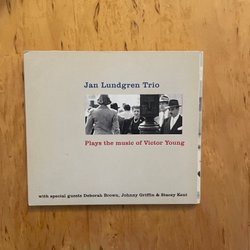 Jan Lundgren Trio
Plays the music of Victor Young
with special guests Deborah Brown, Johnny Griffin & Stacey Kent